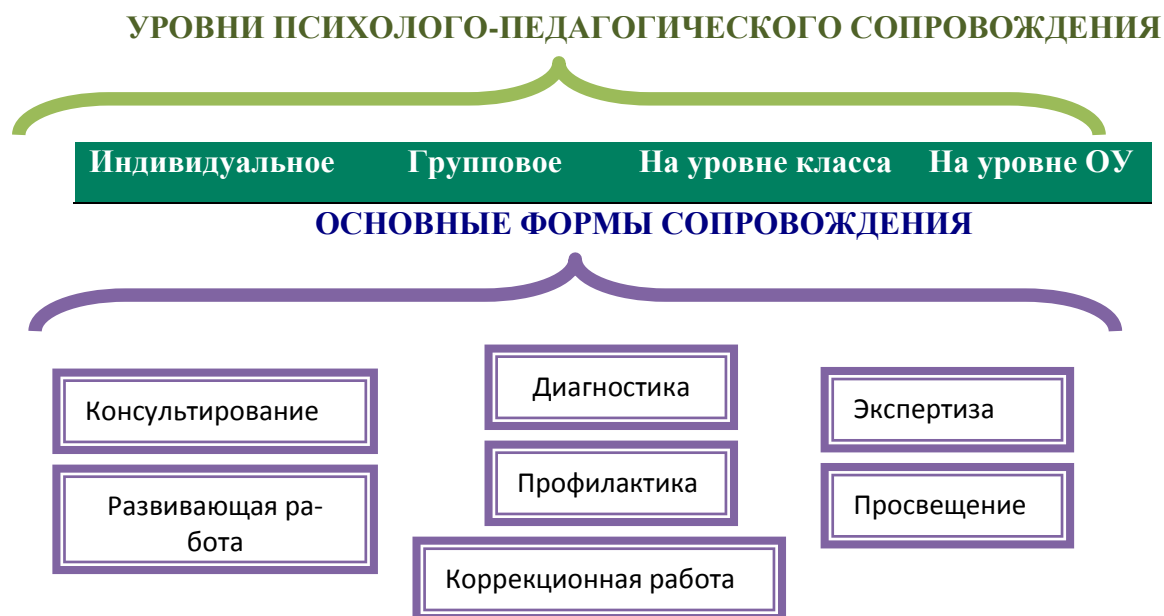 УРОВНИ ПСИХОЛОГО-ПЕДАГОГИЧЕСКОГО СОПРОВОЖДЕНИЯ
Индивидуальное Групповое На уровне класса На уровне ОУ
ОСНОВНЫЕ ФОРМЫ СОПРОВОЖДЕНИЯ
Консультирование
Диагностика
Экспертиза
Развивающая ра-
бота
Профилактика
Просвещение
Коррекционная работа